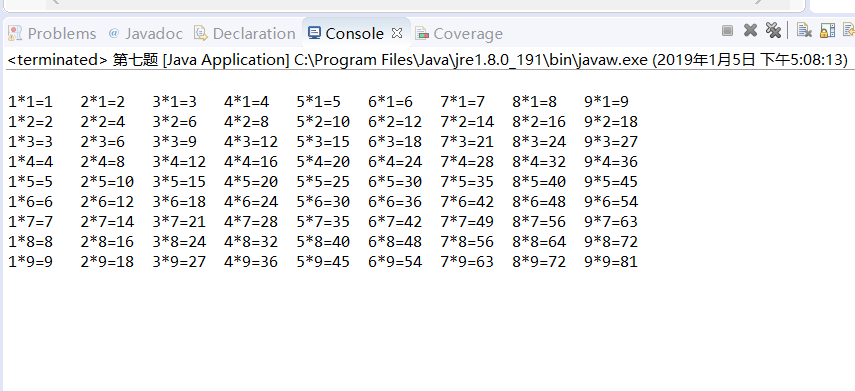 Problems @ Javadoc Declaration Console Coverage
<terminated> 第七题 [Java Application] C:\Program Files\Java\jre1.8.0_191\bin\javaw.exe (2019年1月5日 下午5:08:13)
1*1=1 2*1=2 3*1=3 4*1=4 5*1=5 6*1=6 7*1=7 8*1=8 9*1=9
1*2=2 2*2=4 3*2=6 4*2=8 5*2=10 6*2=12 7*2=14 8*2=16 9*2=18
1*3=3 2*3=6 3*3=9 4*3=12 5*3=15 6*3=18 7*3=21 8*3=24 9*3=27
1*4=4 2*4=8 3*4=12 4*4=16 5*4=20 6*4=24 7*4=28 8*4=32 9*4=36
1*5=5 2*5=10 3*5=15 4*5=20 5*5=25 6*5=30 7*5=35 8*5=40 9*5=45
1*6=6 2*6=12 3*6=18 4*6=24 5*6=30 6*6=36 7*6=42 8*6=48 9*6=54
1*7=7 2*7=14 3*7=21 4*7=28 5*7=35 6*7=42 7*7=49 8*7=56 9*7=63
1*8=8 2*8=16 3*8=24 4*8=32 5*8=40 6*8=48 7*8=56 8*8=64 9*8=72
1*9=9 2*9=18 3*9=27 4*9=36 5*9=45 6*9=54 7*9=63 8*9=72 9*9=81